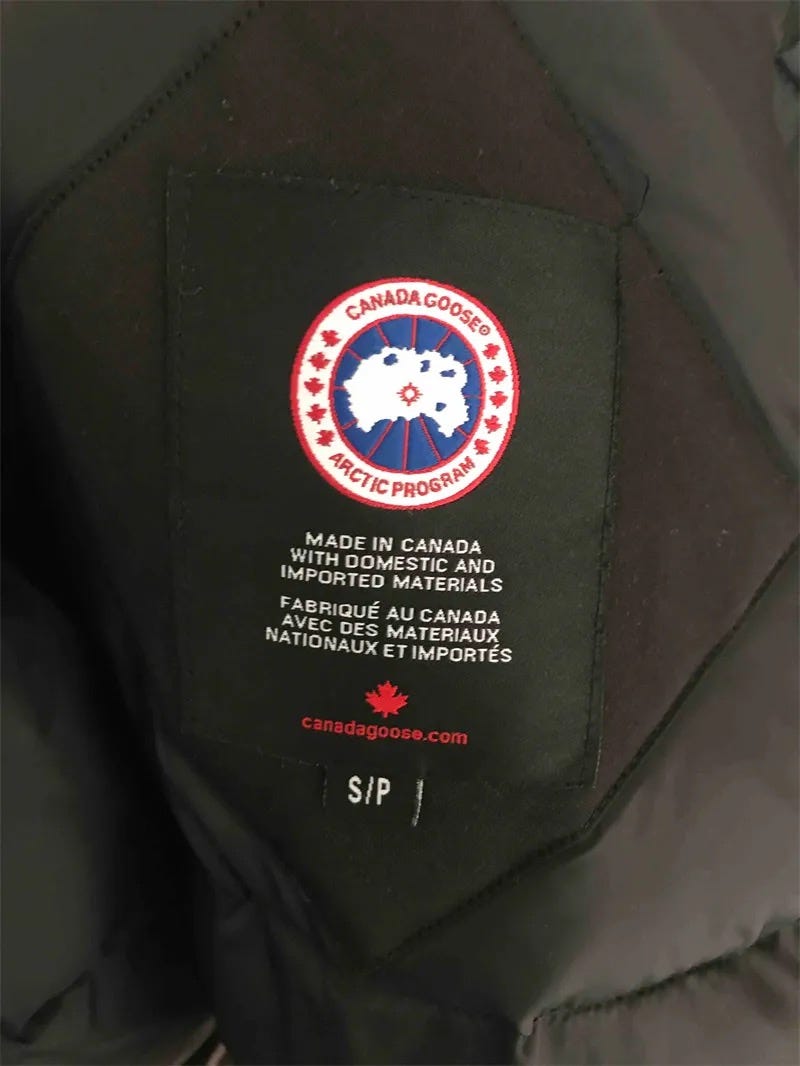 CANADA GOOSE®
ARCTIC PROGRAM
MADE IN CANADA
WITH DOMESTIC AND
IMPORTED MATERIALS
FABRIQUÉ AU CANADA
AVEC DES MATERIAUX
NATIONAUX ET IMPORTÉS
canadagoose.com
S/P